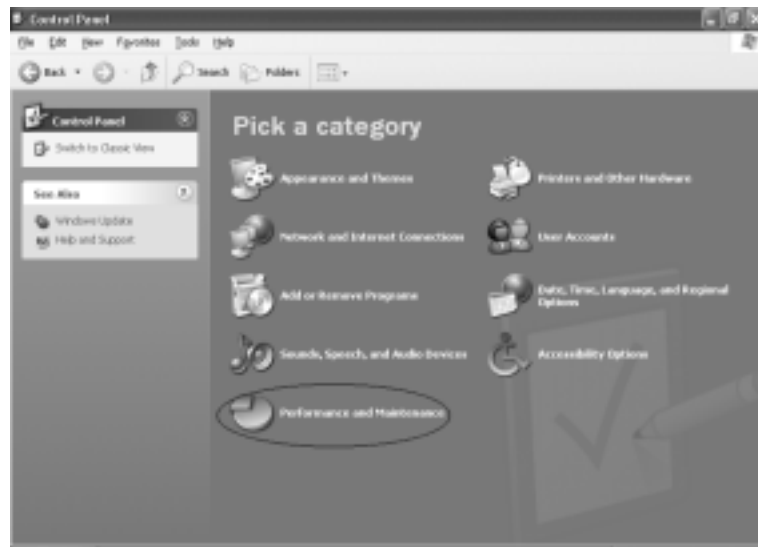 Control Panel
File Edit View Favorites Tools Help
Back Search Folders
Control Panel
Switch to Classic View
See Also
Windows Update
Help and Support
Pick a category
Appearance and Themes
Printers and Other Hardware
Network and Internet Connections
User Accounts
Add or Remove Programs
Date, Time, Language, and Regional
Options
Sounds, Speech, and Audio Devices
Accessibility Options
Performance and Maintenance